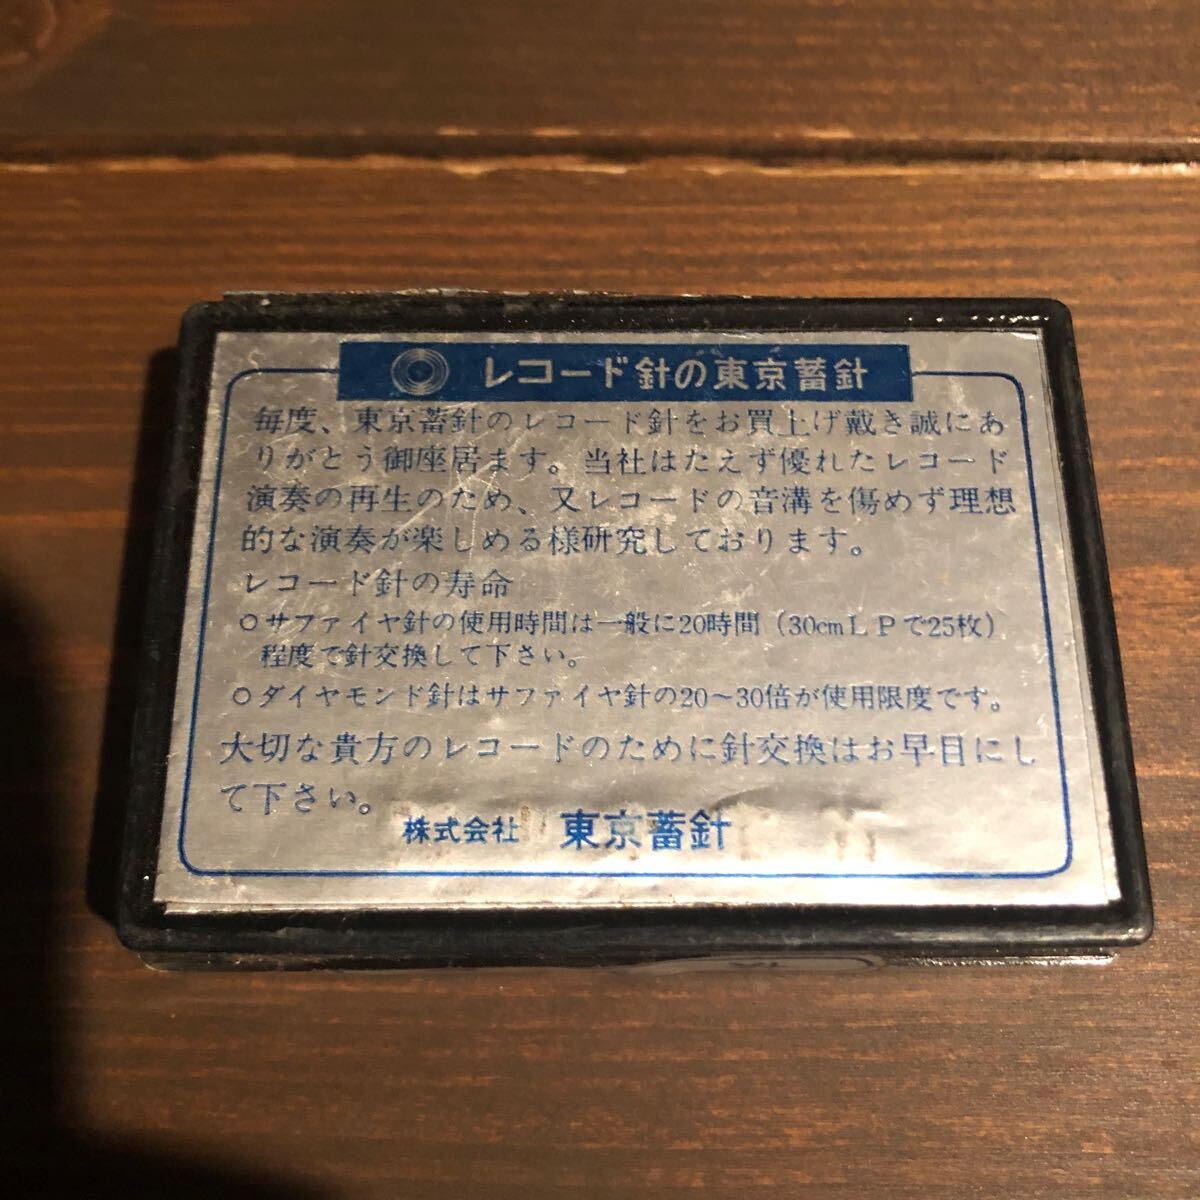 レコード針の東京蓄針
毎度、東京蓄針のレコード針をお買上げ戴き誠にあ
りがとう御座居ます。当社はたえず優れたレコード
演奏の再生のため、又レコードの音溝を傷めず理想
的な演奏が楽しめる様研究しております。
レコード針の寿命
○サファイヤ針の使用時間は一般に20時間(30cmLPで25枚)
程度で針交換して下さい。
○ダイヤモンド針はサファイヤ針の20〜30倍が使用限度です。
大切な貴方のレコードのために針交換はお早目にし
て下さい。
株式会社 東京蓄針